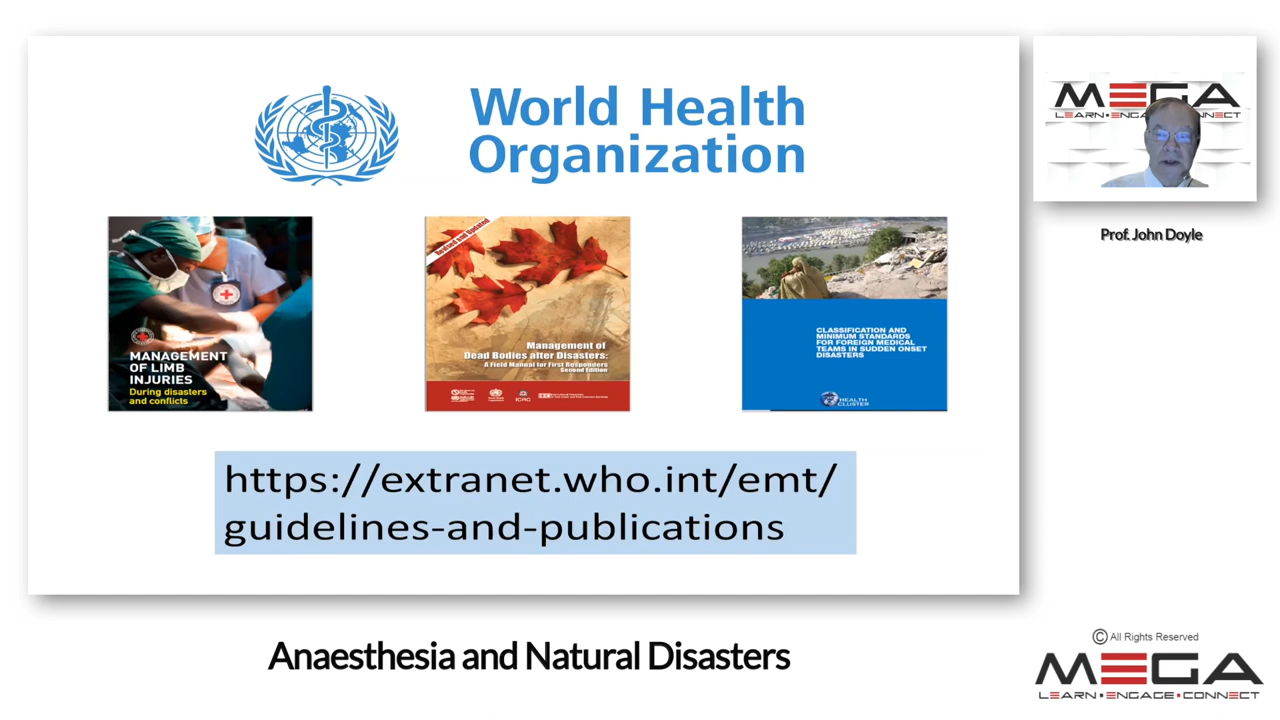 World Health
Organization
MANAGEMENT
OF LIMB
INJURIES
During disasters
and conflicts
Revised and Updated
Management of
Dead Bodies after Disasters:
A Field Manual for First Responders
Second Edition
ICRC
CLASSIFICATION AND
MINIMUM STANDARDS
FOR FOREIGN MEDICAL
TEAMS IN SUDDEN ONSET
DISASTERS
HEALTH
CLUSTER
https://extranet.who.int/emt/
guidelines-and-publications
Anaesthesia and Natural Disasters
MEGA
LEARN • ENGAGE CONNECT
Prof. John Doyle
© All Rights Reserved
MEGA
LEARN • ENGAGE • CONNECT